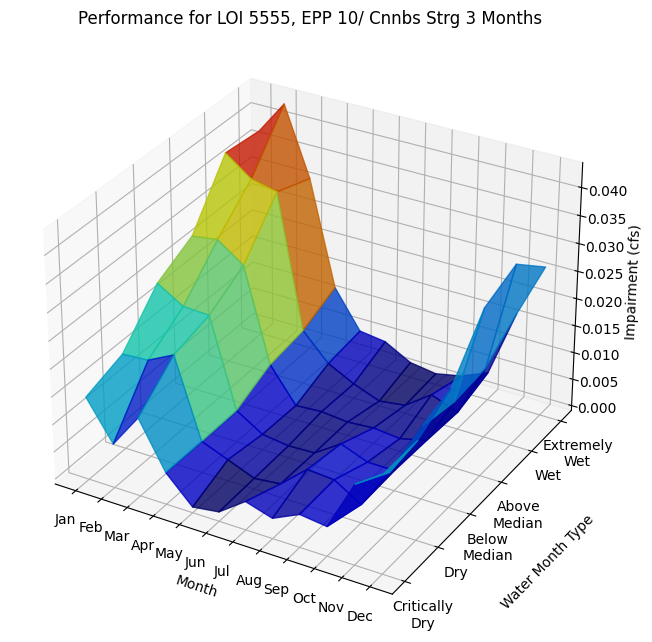 Performance for LOI 5555, EPP 10/ Cnnbs Strg 3 Months
0.040
0.035
0.030
0.025
0.020
0.015
0.010
0.005
0.000
Impairment (cfs)
Extremely
Wet
Wet
Above
Median
Below
Median
Dry
Critically
Dry
Water Month Type
Jan
Feb
Mar
Apr
May
Jun
Jul
Aug
Sep
Oct
Nov
Dec
Month